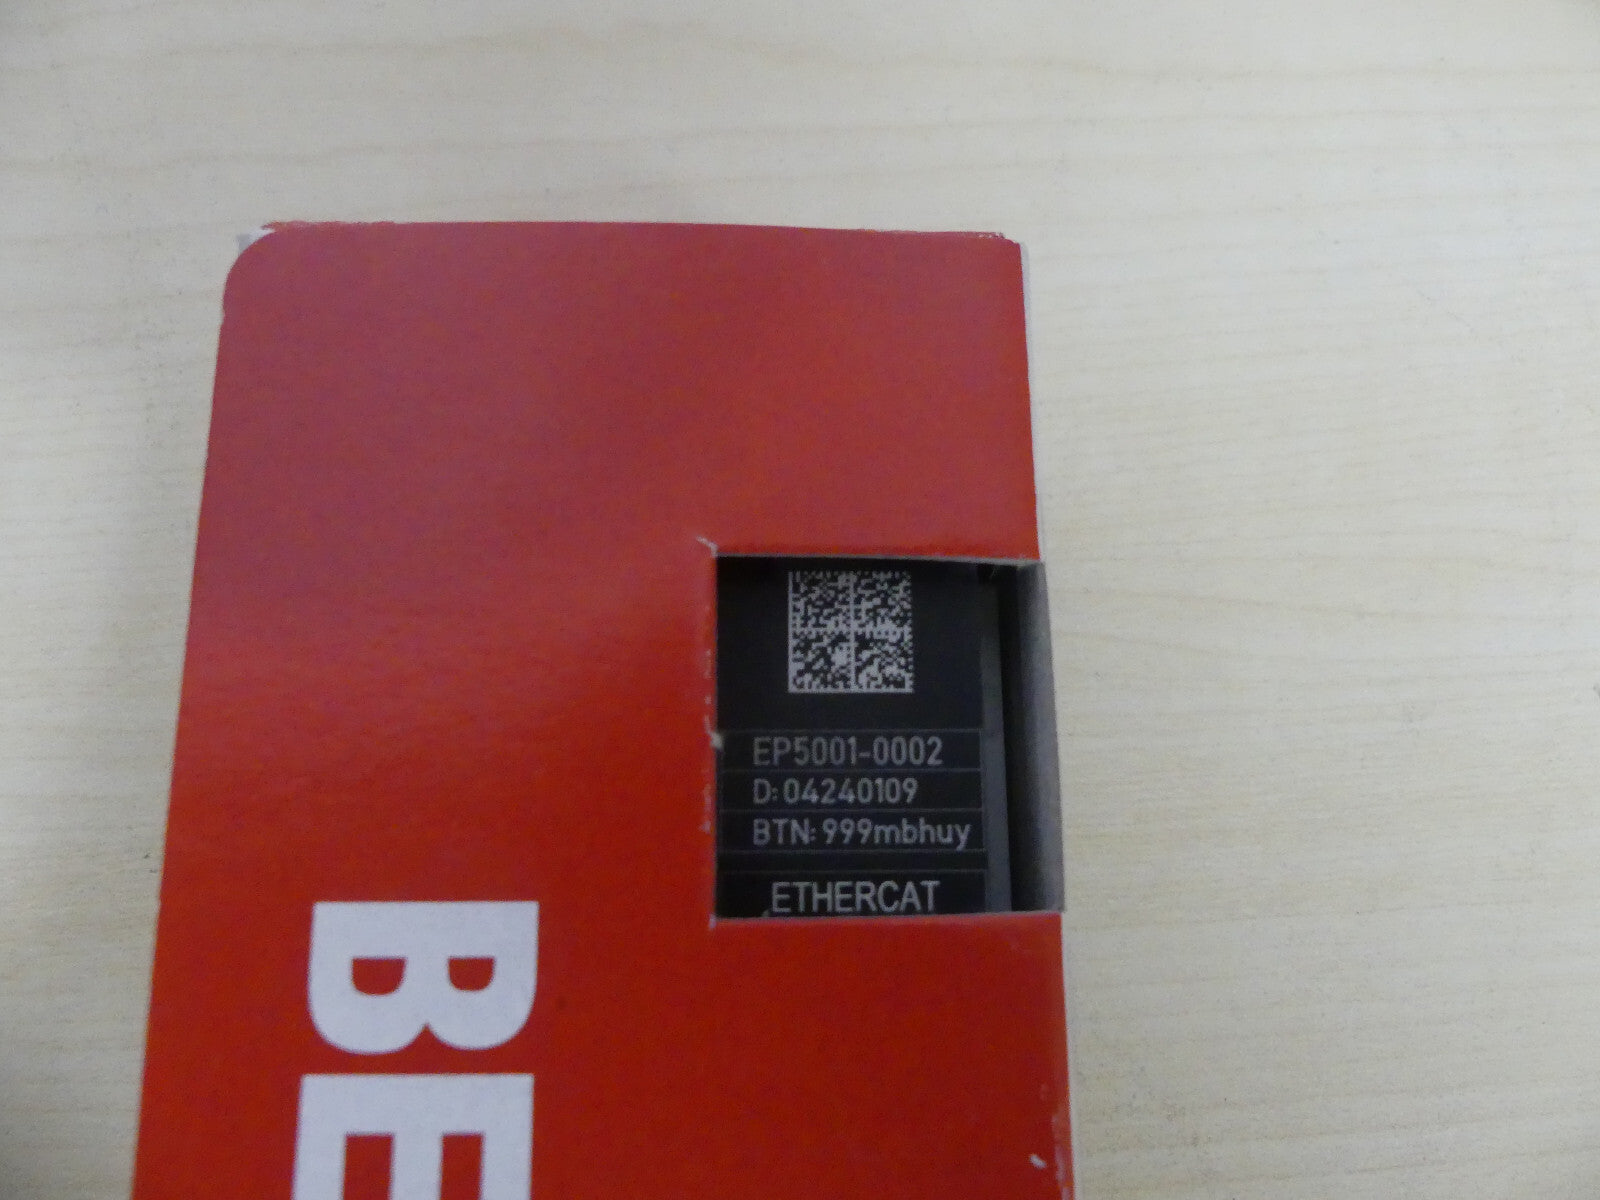 EP5001-0002
D: 04240109
BTN: 999mbhuy
ETHERCAT
BE